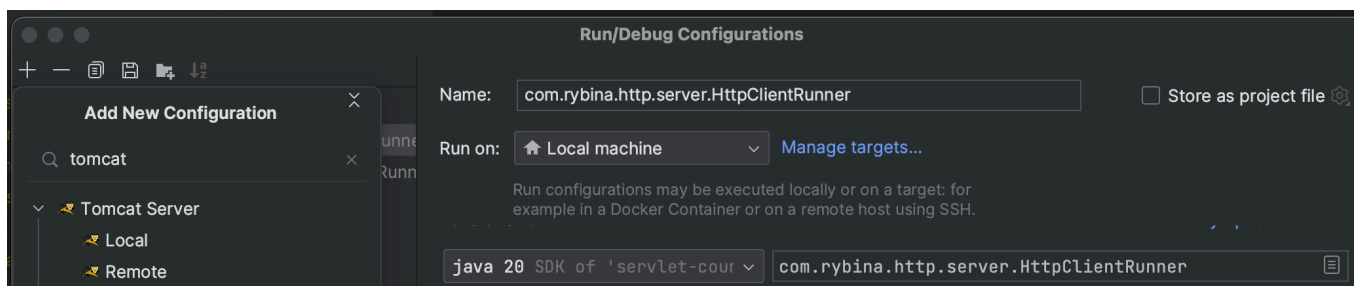 Run/Debug Configurations
Add New Configuration
tomcat
Tomcat Server
Local
Remote
Name: com.rybina.http.server.HttpClientRunner
Store as project file
Run on: Local machine
Manage targets...
Run configurations may be executed locally or on a target: for
example in a Docker Container or on a remote host using SSH.
java 20 SDK of 'servlet-cour
com.rybina.http.server.HttpClientRunner